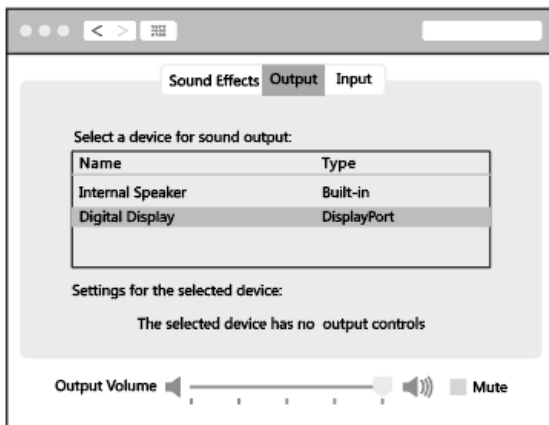 Sound Effects Output Input
Select a device for sound output:
Name Type
Internal Speaker Built-in
Digital Display DisplayPort
Settings for the selected device:
The selected device has no output controls
Output Volume Mute